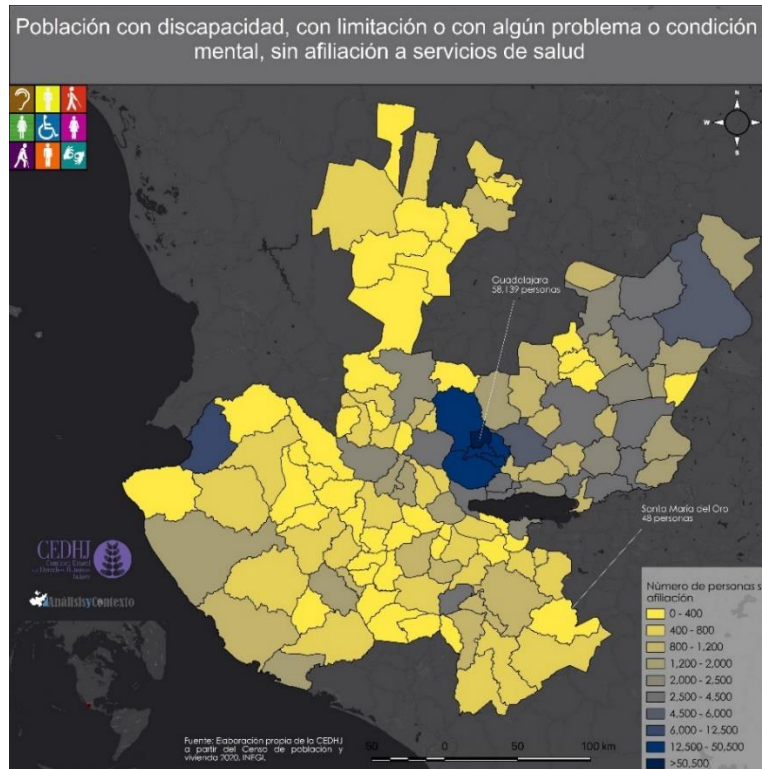 Población con discapacidad, con limitación o con algún problema o condición
mental, sin afiliación a servicios de salud
N
W
E
S
Guadalajara
58,139 personas
Santa María del Oro
48 personas
CEDHJ
AnálisisyContexto
Número de personas s
afiliación
0 - 400
400 - 800
800 - 1,200
1,200 - 2,000
2,000 - 2,500
2,500 - 4,500
4,500 - 6,000
6,000 - 12,500
12,500 - 50,500
>50,500
Fuente: Elaboración propia de la CEDHJ
a partir del Censo de población y
vivienda 2020, INEGI.
50 0 50 100 km